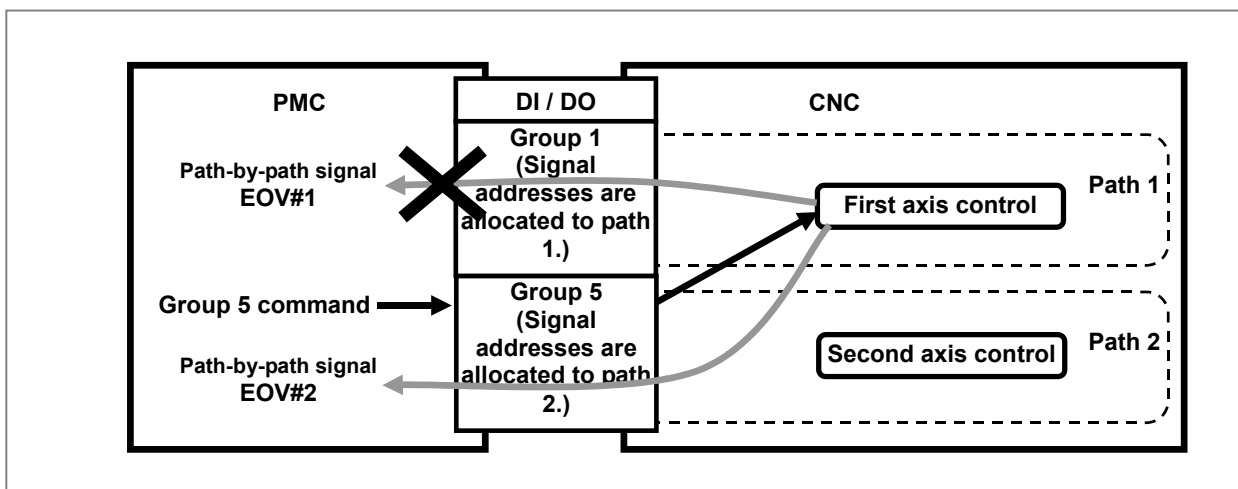 PMC
DI / DO
CNC
Path-by-path signal
EOV#1
Group 1
(Signal
addresses are
allocated to path
1.)
First axis control
Path 1
Group 5 command
Path-by-path signal
EOV#2
Group 5
(Signal
addresses are
allocated to path
2.)
Second axis control
Path 2